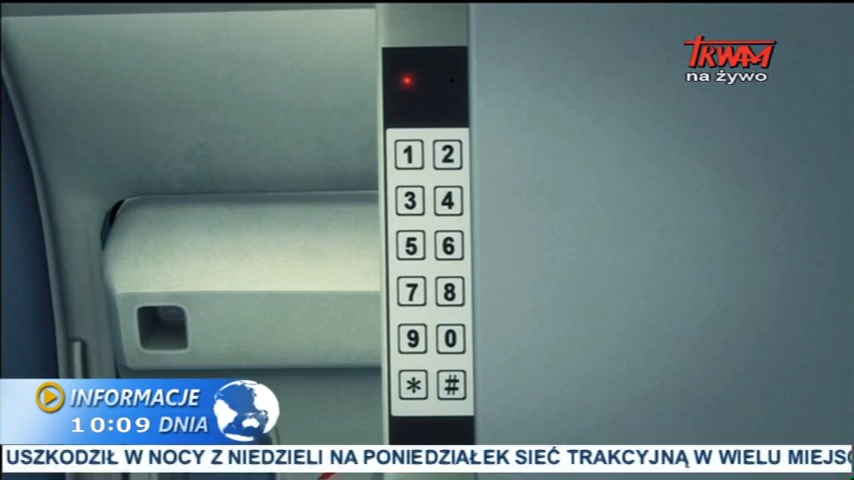 TRWAM
na żywo
1 2
3 4
5 6
7 8
9 0
* #
INFORMACJE
10:09 DNIA
USZKODZIŁ W NOCY Z NIEDZIELI NA PONIEDZIAŁEK SIEĆ TRAKCYJNĄ W WIELU